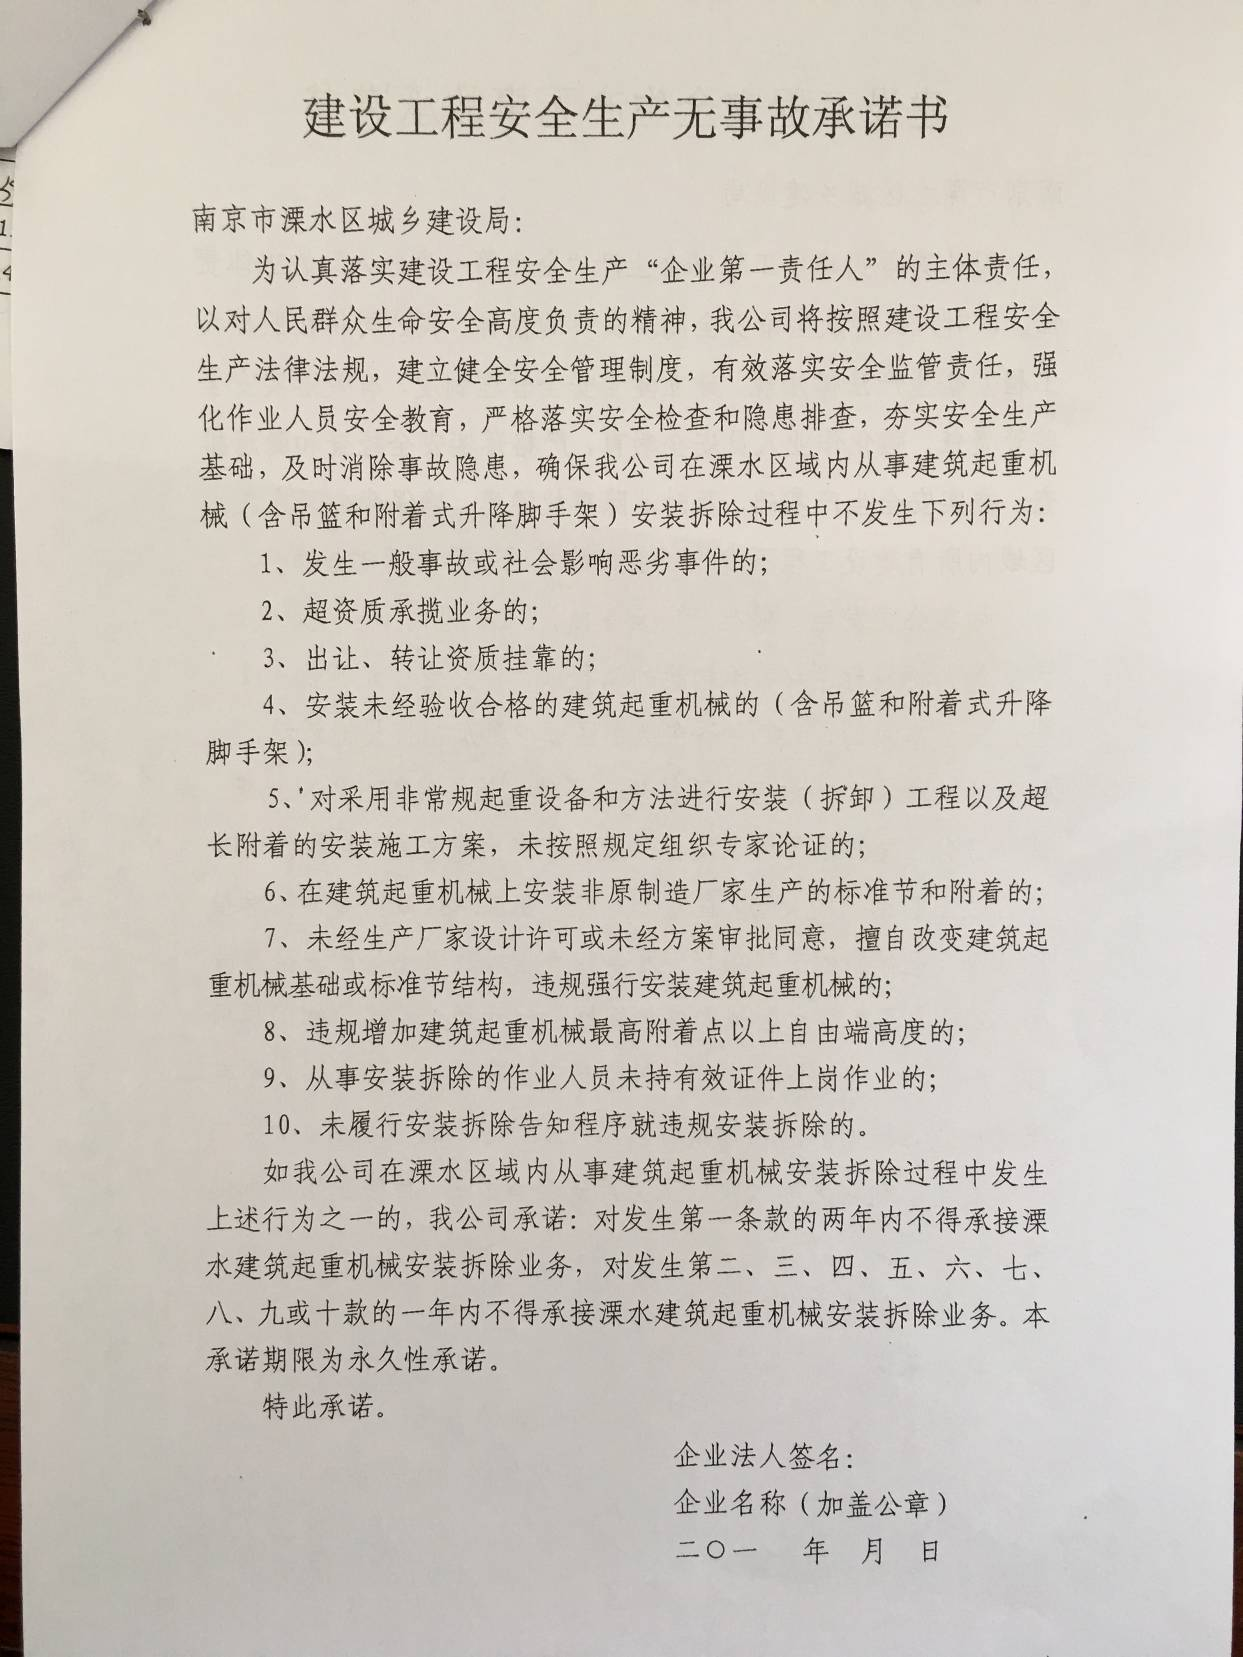 建设工程安全生产无事故承诺书
南京市溧水区城乡建设局：
为认真落实建设工程安全生产“企业第一责任人”的主体责任，
以对人民群众生命安全高度负责的精神，我公司将按照建设工程安全
生产法律法规，建立健全安全管理制度，有效落实安全监管责任，强
化作业人员安全教育，严格落实安全检查和隐患排查，夯实安全生产
基础，及时消除事故隐患，确保我公司在溧水区域内从事建筑起重机
械（含吊篮和附着式升降脚手架）安装拆除过程中不发生下列行为：
1、发生一般事故或社会影响恶劣事件的；
2、超资质承揽业务的；
3、出让、转让资质挂靠的；
4、安装未经验收合格的建筑起重机械的（含吊篮和附着式升降
脚手架）；
5、对采用非常规起重设备和方法进行安装（拆卸）工程以及超
长附着的安装施工方案，未按照规定组织专家论证的；
6、在建筑起重机械上安装非原制造厂家生产的标准节和附着的；
7、未经生产厂家设计许可或未经方案审批同意，擅自改变建筑起
重机械基础或标准节结构，违规强行安装建筑起重机械的；
8、违规增加建筑起重机械最高附着点以上自由端高度的；
9、从事安装拆除的作业人员未持有效证件上岗作业的；
10、未履行安装拆除告知程序就违规安装拆除的。
如我公司在溧水区域内从事建筑起重机械安装拆除过程中发生
上述行为之一的，我公司承诺：对发生第一条款的两年内不得承接溧
水建筑起重机械安装拆除业务，对发生第二、三、四、五、六、七、
八、九或十款的一年内不得承接溧水建筑起重机械安装拆除业务。本
承诺期限为永久性承诺。
特此承诺。
企业法人签名：
企业名称（加盖公章）
二〇一 年 月 日